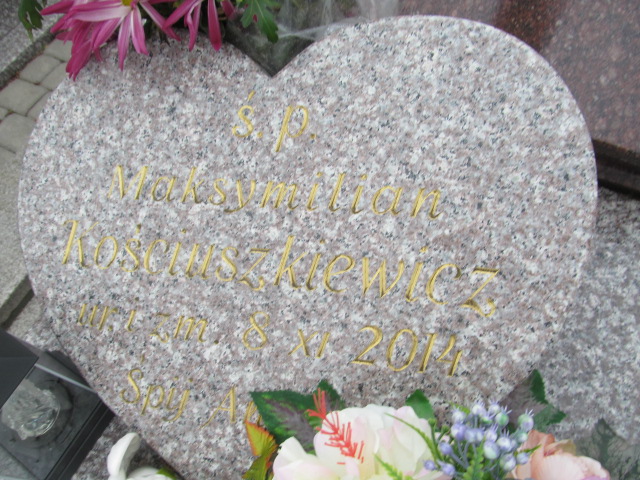 ś. p.
Maksymilian
Kościuszkiewicz
ur. i zm. 8 XI 2014
Śpij